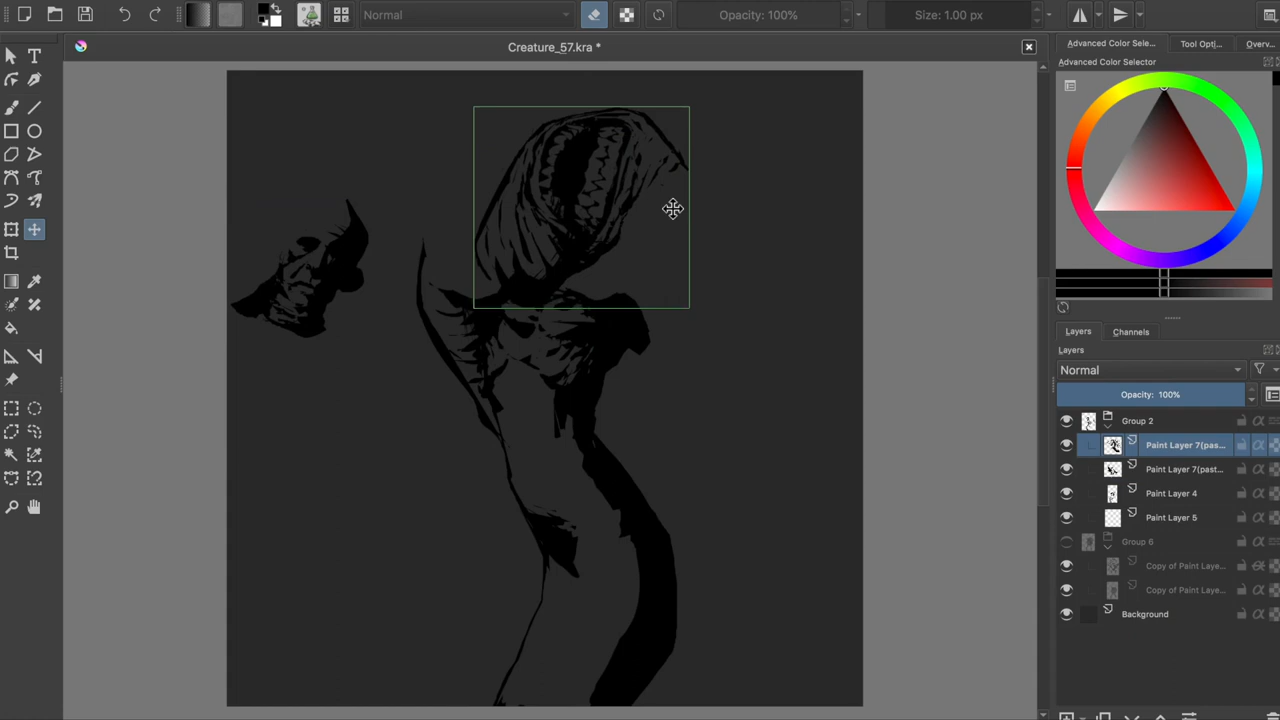 Normal
Opacity: 100%
Size: 1.00 px
Creature_57.kra *
Advanced Color Sele...
Tool Opti...
Overv...
Advanced Color Selector
Layers
Channels
Layers
Normal
Opacity: 100%
Group 2
Paint Layer 7(pas...
Paint Layer 7(past...
Paint Layer 4
Paint Layer 5
Group 6
Copy of Paint Laye...
Copy of Paint Laye...
Background